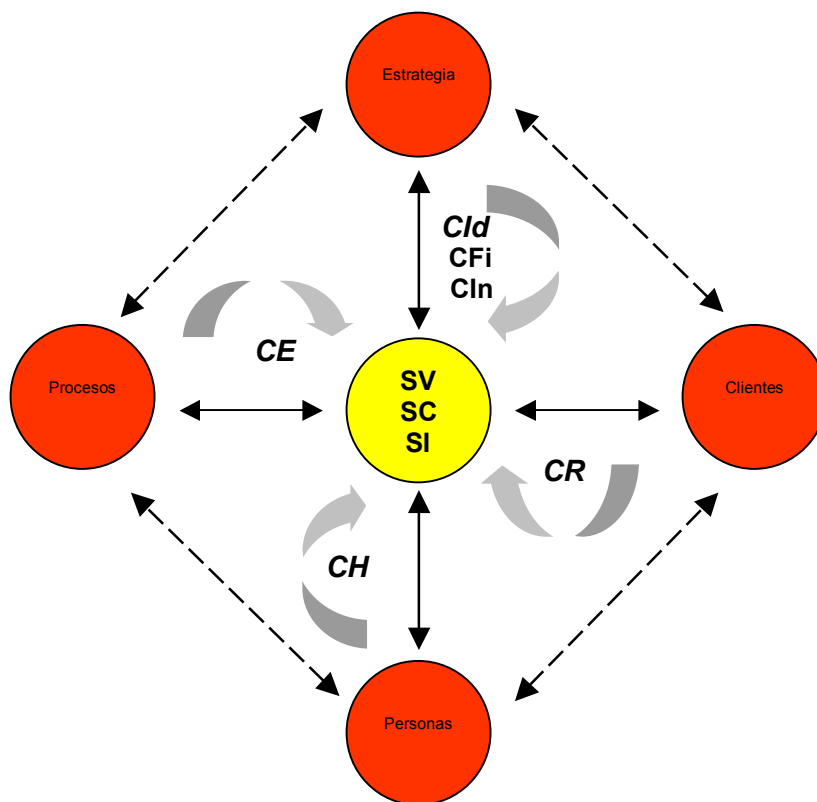 Estrategia
CId
CFi
CIn
CE
Procesos
SV
SC
SI
Clientes
CR
CH
Personas